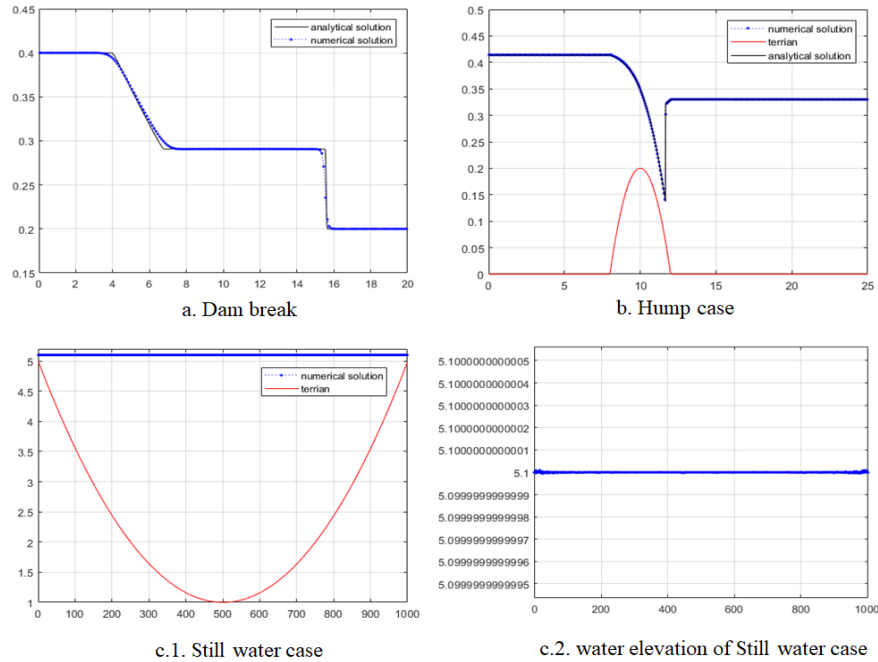 0.45
0.4
0.35
0.3
0.25
0.2
0.15
0 2 4 6 8 10 12 14 16 18 20
analytical solution
numerical solution
a. Dam break
0.5
0.45
0.4
0.35
0.3
0.25
0.2
0.15
0.1
0.05
0
0 5 10 15 20 25
numerical solution
terrian
analytical solution
b. Hump case
5
4.5
4
3.5
3
2.5
2
1.5
1
0 100 200 300 400 500 600 700 800 900 1000
numerical solution
terrian
c.1. Still water case
5.1000000000005
5.1000000000004
5.1000000000003
5.1000000000002
5.1000000000001
5.1
5.0999999999999
5.0999999999998
5.0999999999997
5.0999999999996
5.0999999999995
0 200 400 600 800 1000
c.2. water elevation of Still water case